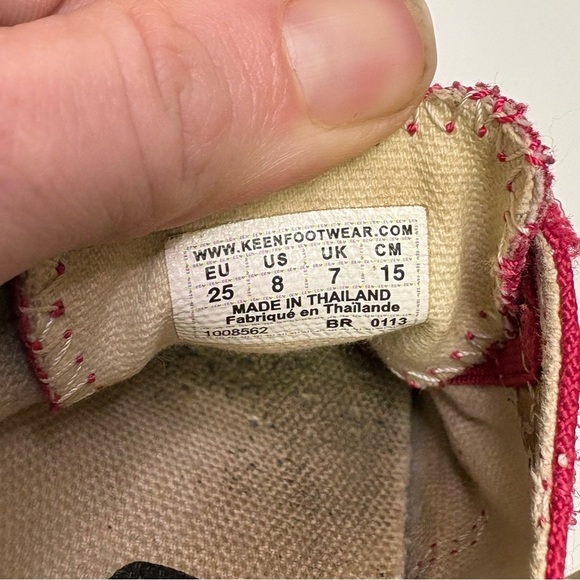 WWW.KEENFOOTWEAR.COM
EU US UK CM
25 8 7 15
MADE IN THAILAND
Fabriqué en Thaïlande
1008562 BR 0113